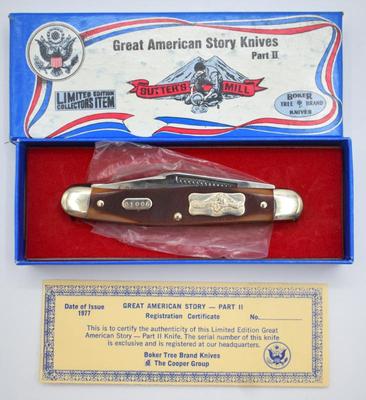 Great American Story Knives
Part II
LIMITED EDITION
COLLECTORS ITEM
SUTTER'S MILL
BOKER
TREE BRAND
KNIVES
01006
Date of Issue
1977
GREAT AMERICAN STORY — PART II
Registration Certificate
No.
This is to certify the authenticity of this Limited Edition Great
American Story — Part II Knife. The serial number of this knife
is exclusive and is registered at our headquarters.
Boker Tree Brand Knives
The Cooper Group